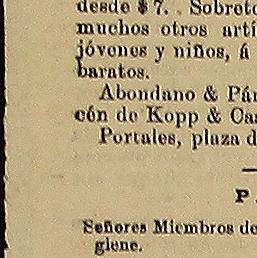 desde $ 7. . Sobreto
muchos otros artí
jóvenes y niños, á
baratos.
Abondano & Pár
cén de Kopp & Cas
Portales, plaza d
P
Señores Miembros de
giene.